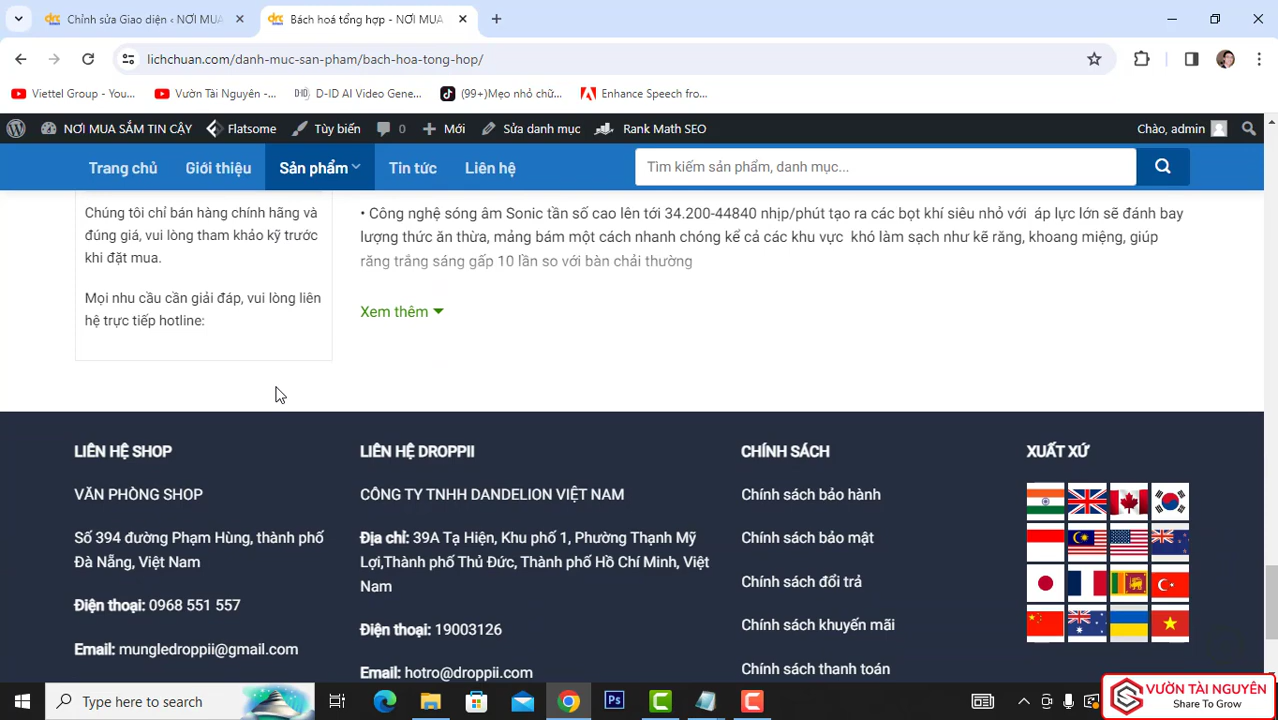 Chỉnh sửa Giao diện ‹ NỜI MUA
Bách hoá tổng hợp - NƠI MUA
lichchuan.com/danh-muc-san-pham/bach-hoa-tong-hop/
Viettel Group - You...
Vườn Tài Nguyên -...
D-ID AI Video Gene...
(99+)Mẹo nhỏ chữ...
Enhance Speech fro...
NƠI MUA SẮM TIN CẬY
Flatsome
Tùy biến
0
Mới
Sửa danh mục
Rank Math SEO
Chào, admin
Trang chủ
Giới thiệu
Sản phẩm
Tin tức
Liên hệ
Tìm kiếm sản phẩm, danh mục...
Chúng tôi chỉ bán hàng chính hãng và
đúng giá, vui lòng tham khảo kỹ trước
khi đặt mua.
Mọi nhu cầu cần giải đáp, vui lòng liên
hệ trực tiếp hotline:
• Công nghệ sóng âm Sonic tần số cao lên tới 34.200-44840 nhịp/phút tạo ra các bọt khí siêu nhỏ với áp lực lớn sẽ đánh bay
lượng thức ăn thừa, mảng bám một cách nhanh chóng kể cả các khu vực khó làm sạch như kẽ răng, khoang miệng, giúp
răng trắng sáng gấp 10 lần so với bàn chải thường
Xem thêm
LIÊN HỆ SHOP
VĂN PHÒNG SHOP
Số 394 đường Phạm Hùng, thành phố
Đà Nẵng, Việt Nam
Điện thoại: 0968 551 557
Email: mungledroppii@gmail.com
LIÊN HỆ DROPPII
CÔNG TY TNHH DANDELION VIỆT NAM
Địa chỉ: 39A Tạ Hiện, Khu phố 1, Phường Thạnh Mỹ
Lợi,Thành phố Thủ Đức, Thành phố Hồ Chí Minh, Việt
Nam
Điện thoại: 19003126
Email: hotro@droppii.com
CHÍNH SÁCH
Chính sách bảo hành
Chính sách bảo mật
Chính sách đổi trả
Chính sách khuyến mãi
Chính sách thanh toán
XUẤT XỨ
Type here to search
VƯỜN TÀI NGUYÊN
Share To Grow